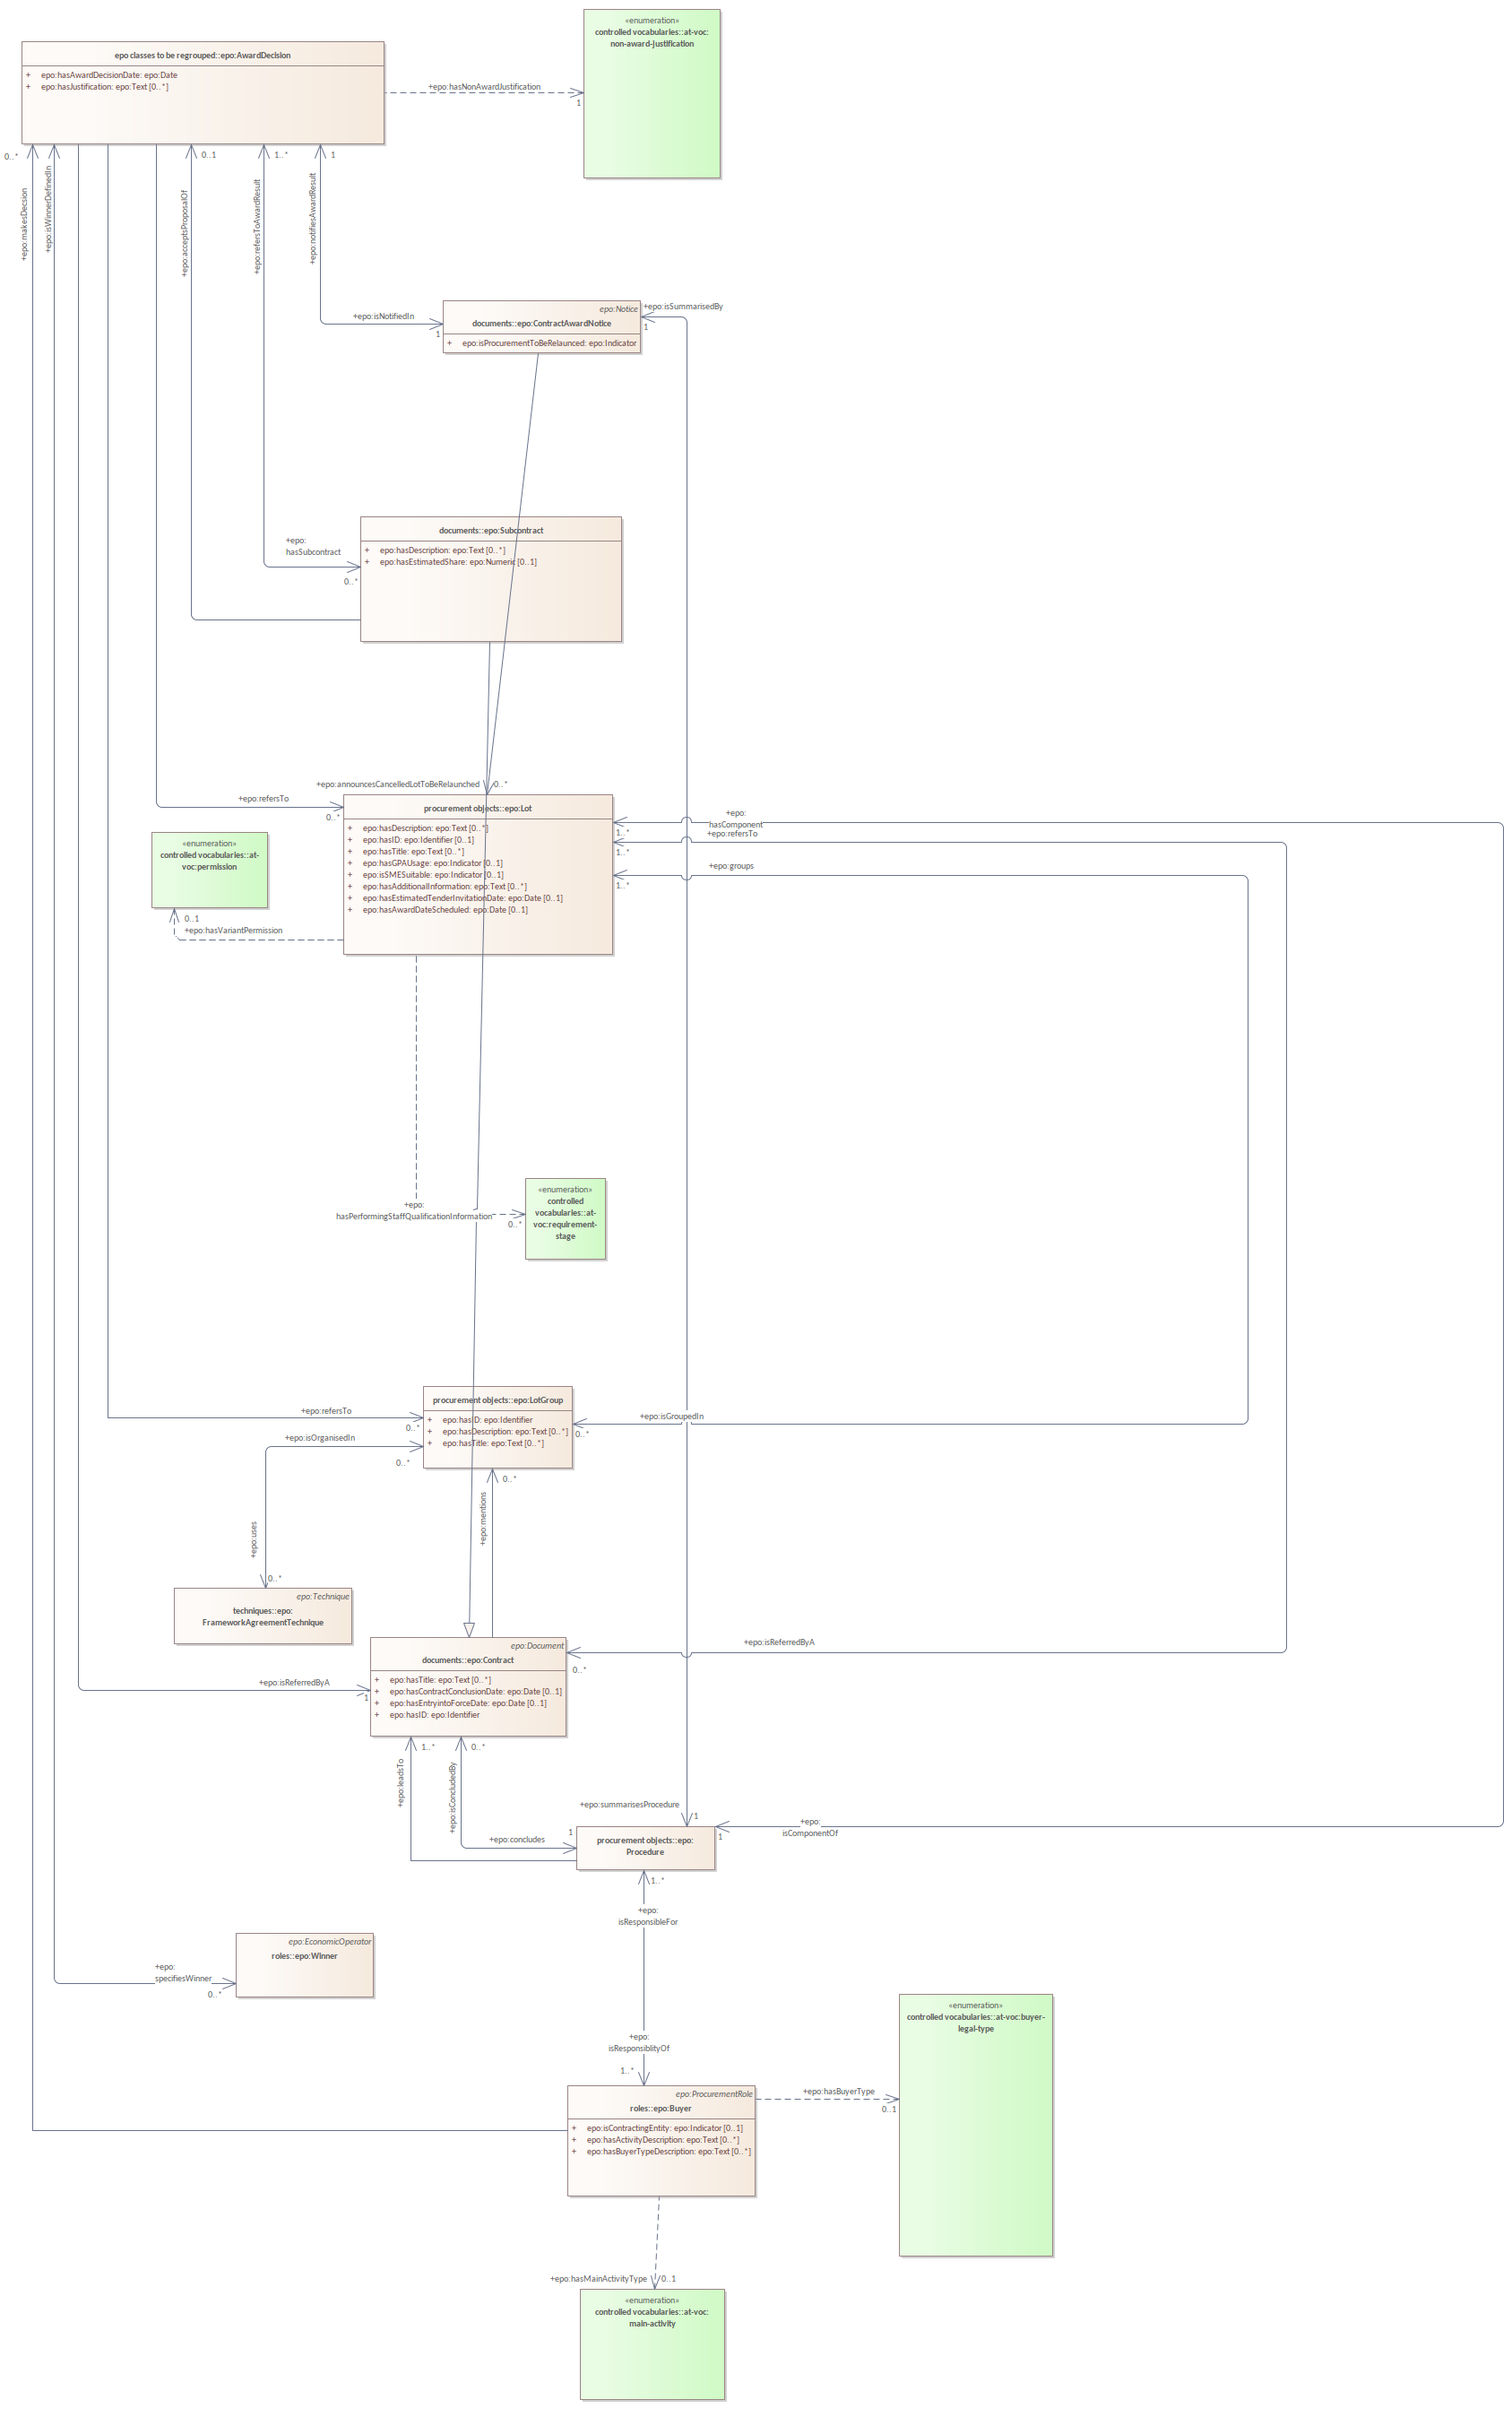 «enumeration»
controlled vocabularies::at-voc:
non-award-justification
epo classes to be regrouped::epo:AwardDecision
+ epo:hasAwardDecisionDate: epo:Date
+ epo:hasJustification: epo:Text [0..*]
+epo:hasNonAwardJustification
1
0..*
0..1
1..*
1
+epo:makesDecsion
+epo:isWinnerDefinedIn
+epo:acceptsProposalOf
+epo:refersToAwardResult
+epo:notifiesAwardResult
+epo:isNotifiedIn
1
epo:Notice
documents::epo:ContractAwardNotice
+ epo:isProcurementToBeRelaunced: epo:Indicator
+epo:isSummarisedBy
1
documents::epo:Subcontract
+ epo:hasDescription: epo:Text [0..*]
+ epo:hasEstimatedShare: epo:Numeric [0..1]
+epo:
hasSubcontract
0..*
+epo:announcesCancelledLotToBeRelaunched
0..*
+epo:refersTo
0..*
procurement objects::epo:Lot
+ epo:hasDescription: epo:Text [0..*]
+ epo:hasID: epo:Identifier [0..1]
+ epo:hasTitle: epo:Text [0..*]
+ epo:hasGPAUsage: epo:Indicator [0..1]
+ epo:isSMESuitable: epo:Indicator [0..1]
+ epo:hasAdditionalInformation: epo:Text [0..*]
+ epo:hasEstimatedTenderInvitationDate: epo:Date [0..1]
+ epo:hasAwardDateScheduled: epo:Date [0..1]
+epo:
hasComponent
1..*
+epo:refersTo
1..*
+epo:groups
1..*
«enumeration»
controlled vocabularies::at-
voc:permission
0..1
+epo:hasVariantPermission
+epo:
hasPerformingStaffQualificationInformation
0..*
«enumeration»
controlled
vocabularies::at-
voc:requirement-
stage
procurement objects::epo:LotGroup
+ epo:hasID: epo:Identifier
+ epo:hasDescription: epo:Text [0..*]
+ epo:hasTitle: epo:Text [0..*]
+epo:refersTo
0..*
+epo:isGroupedIn
0..*
+epo:isOrganisedIn
0..*
+epo:uses
0..*
0..*
+epo:mentions
epo:Technique
techniques::epo:
FrameworkAgreementTechnique
epo:Document
documents::epo:Contract
+ epo:hasTitle: epo:Text [0..*]
+ epo:hasContractConclusionDate: epo:Date [0..1]
+ epo:hasEntryintoForceDate: epo:Date [0..1]
+ epo:hasID: epo:Identifier
+epo:isReferredByA
0..*
+epo:isReferredByA
1
1..*
0..*
+epo:leadsTo
+epo:isConcludedBy
+epo:concludes
1
+epo:summarisesProcedure
1
procurement objects::epo:
Procedure
+epo:
isComponentOf
1
1..*
+epo:
isResponsibleFor
epo:EconomicOperator
roles::epo:Winner
+epo:
specifiesWinner
0..*
+epo:
isResponsiblityOf
1..*
epo:ProcurementRole
roles::epo:Buyer
+ epo:isContractingEntity: epo:Indicator [0..1]
+ epo:hasActivityDescription: epo:Text [0..*]
+ epo:hasBuyerTypeDescription: epo:Text [0..*]
+epo:hasBuyerType
0..1
«enumeration»
controlled vocabularies::at-voc:buyer-
legal-type
+epo:hasMainActivityType
0..1
«enumeration»
controlled vocabularies::at-voc:
main-activity